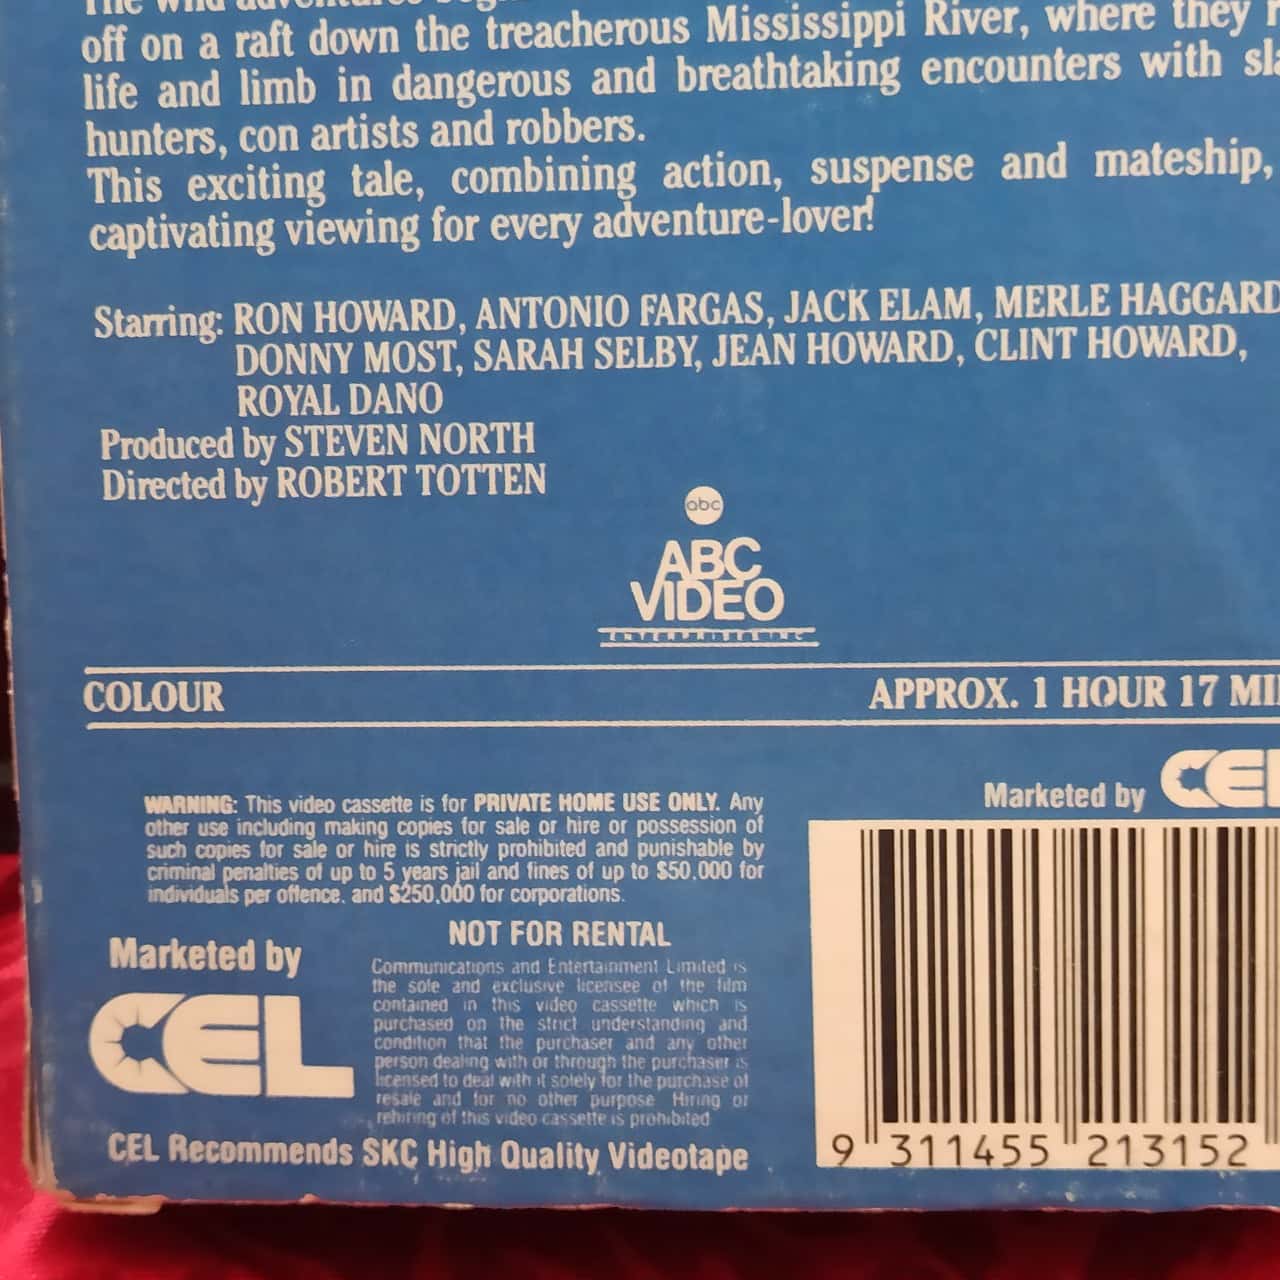 The wild adventures
off on a raft down the treacherous Mississippi River, where they
life and limb in dangerous and breathtaking encounters with
hunters, con artists and robbers.
This exciting tale, combining action, suspense and mateship,
captivating viewing for every adventure-lover!
Starring: RON HOWARD, ANTONIO FARGAS, JACK ELAM, MERLE HAGGARD
DONNY MOST, SARAH SELBY, JEAN HOWARD, CLINT HOWARD,
ROYAL DANO
Produced by STEVEN NORTH
Directed by ROBERT TOTTEN
abc
ABC
VIDEO
ENTERPRISES INC
COLOUR APPROX. 1 HOUR 17
Marketed by CEL
WARNING: This video cassette is for PRIVATE HOME USE ONLY. Any
other use including making copies for sale or hire or possession of
such copies for sale or hire is strictly prohibited and punishable by
criminal penalties of up to 5 years jail and fines of up to $50,000 for
individuals per offence, and $250,000 for corporations.
NOT FOR RENTAL
Marketed by
CEL
Communications and Entertainment Limited is
the sole and exclusive licensee of the film
contained in this video cassette which is
purchased on the strict understanding and
condition that the purchaser and any other
person dealing with or through the purchaser is
licensed to deal with it solely for the purchase of
resale and for no other purpose Hiring or
rehiring of this video cassette is prohibited
CEL Recommends SKC High Quality Videotape
9 311455 213152